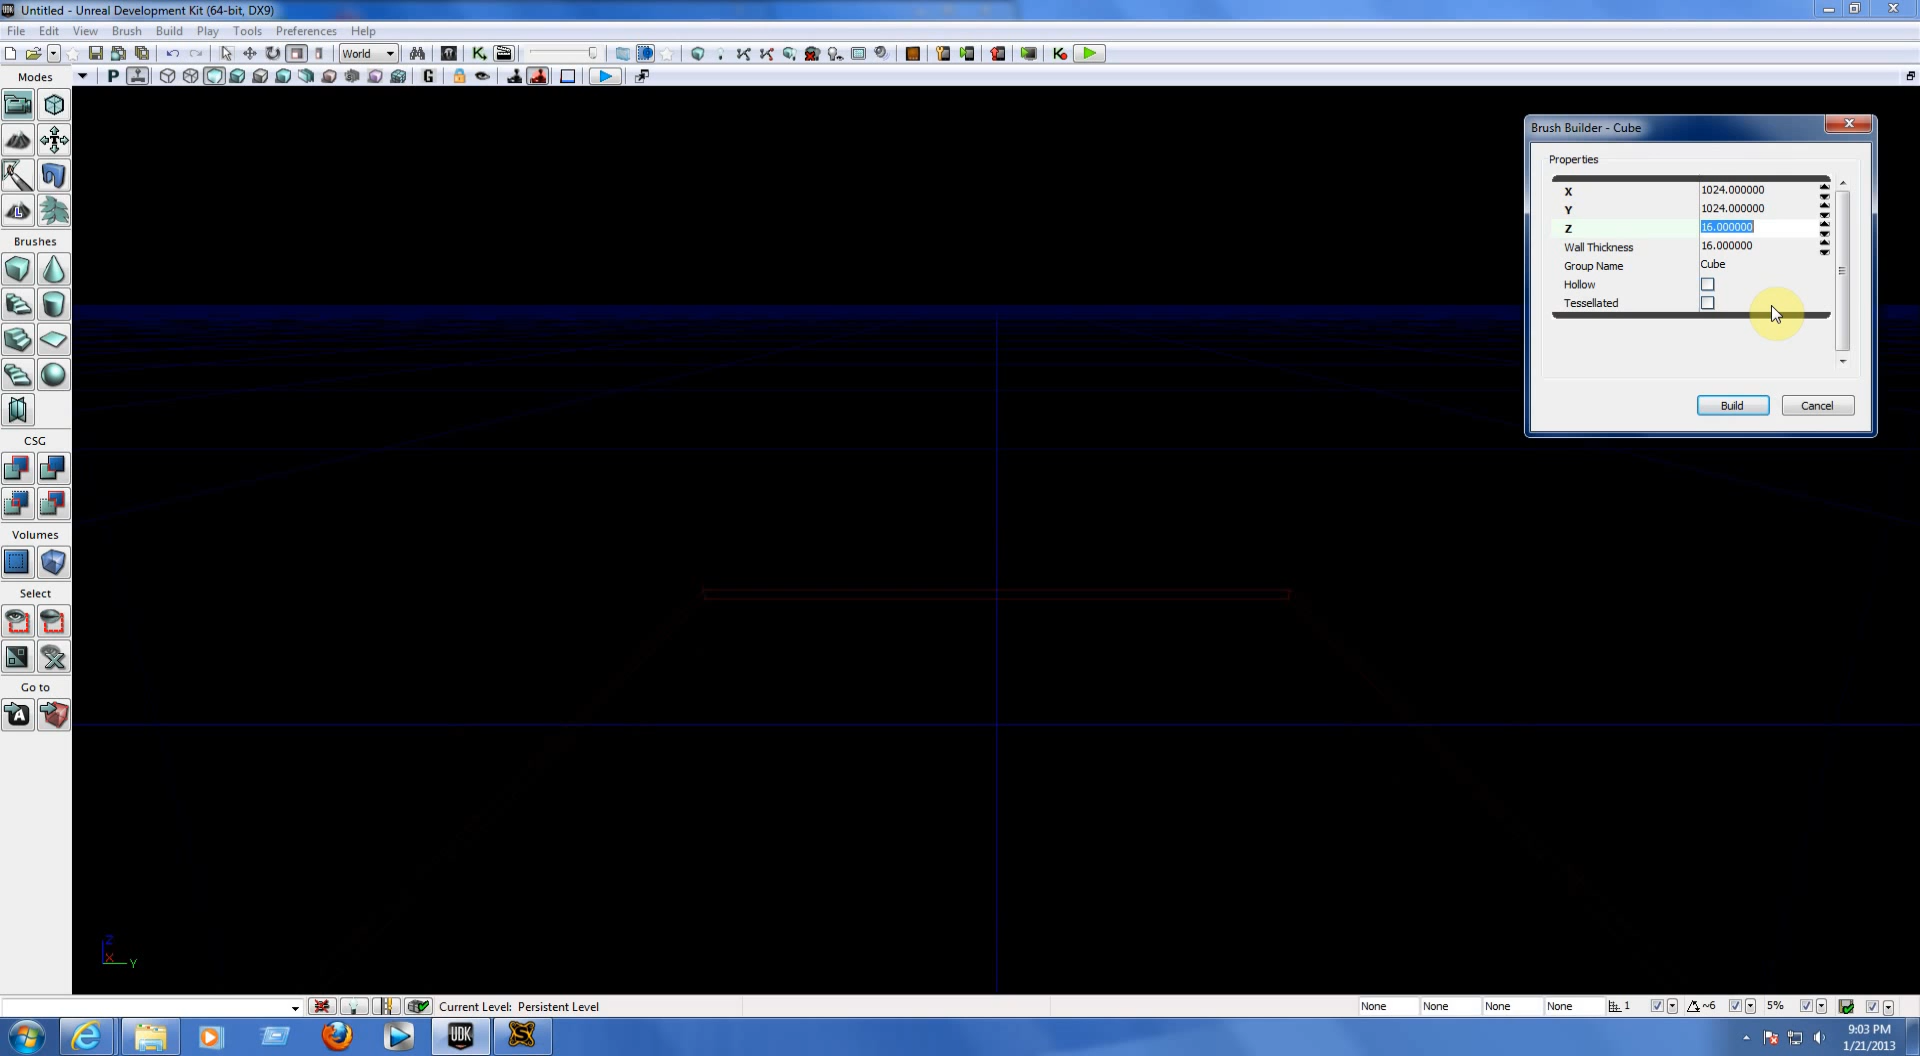 Untitled - Unreal Development Kit (64-bit, DX9)
File Edit View Brush Build Play Tools Preferences Help
World
Modes
P
G
Brushes
CSG
Volumes
Select
Go to
Brush Builder - Cube
Properties
X 1024.000000
Y 1024.000000
Z 16.000000
Wall Thickness 16.000000
Group Name Cube
Hollow
Tessellated
Build Cancel
Z
X
Y
Current Level: Persistent Level
None None None None 1 ~6 5%
UDK
9:03 PM
1/21/2013